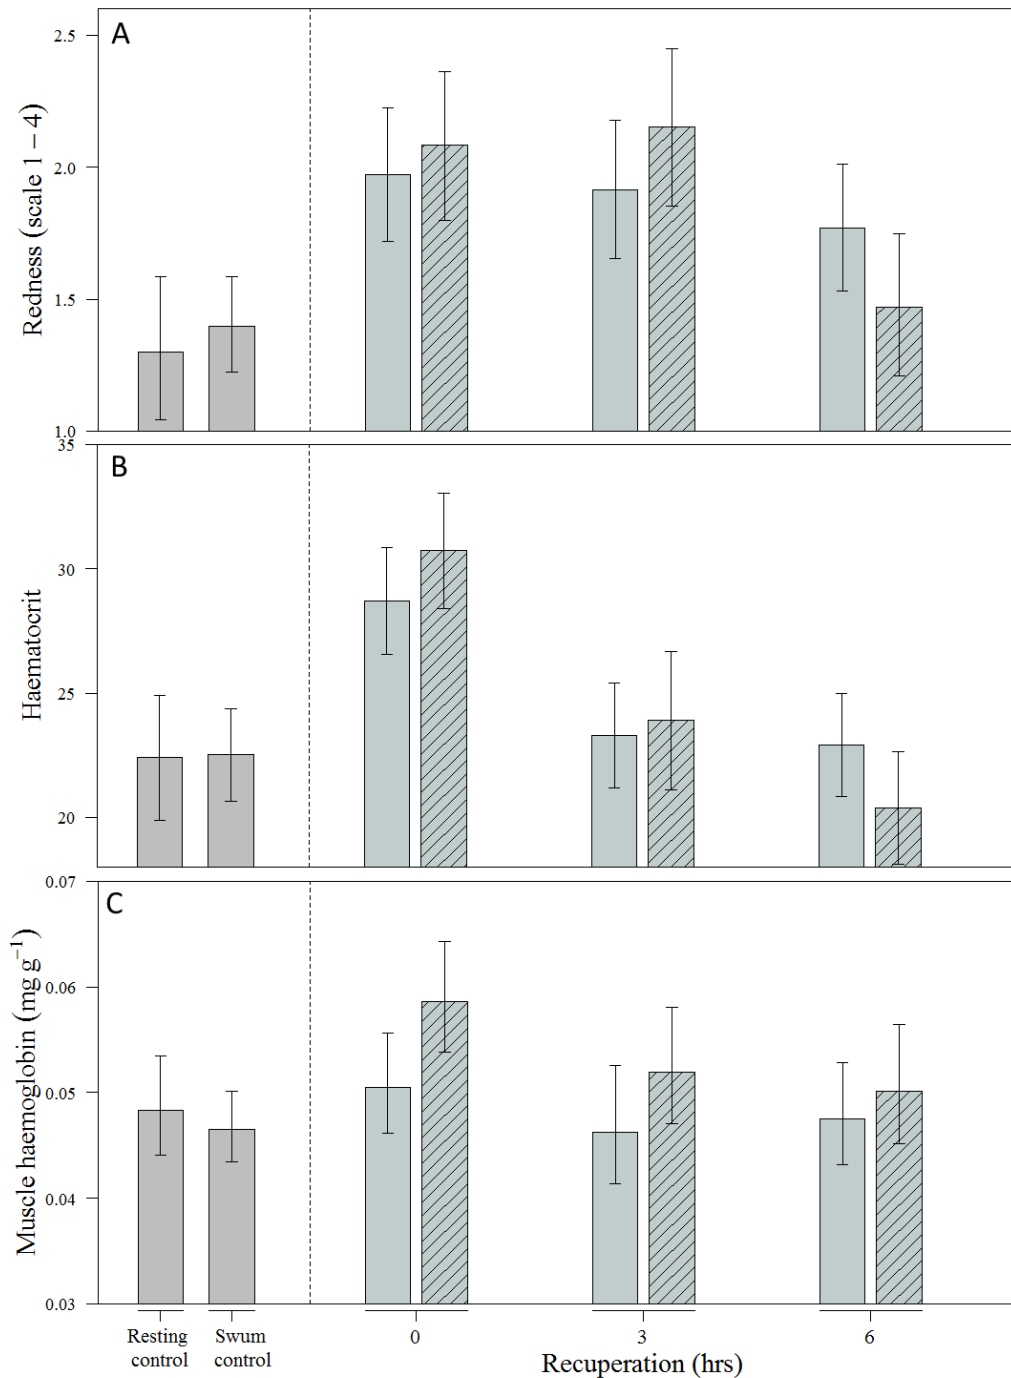 A
Redness (scale 1 – 4)
2.5
2.0
1.5
1.0
B
Haematocrit
35
30
25
20
C
Muscle haemoglobin (mg g⁻¹)
0.07
0.06
0.05
0.04
0.03
Resting control
Swum control
0
3
6
Recuperation (hrs)